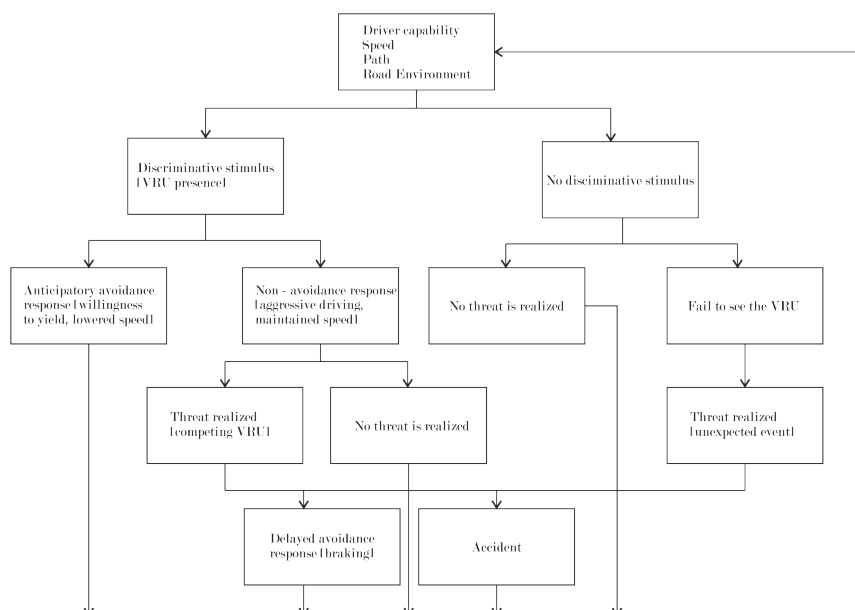 Driver capability
Speed
Path
Road Environment
Discriminative stimulus
[VRU presence]
No disciminative stimulus
Anticipatory avoidance
response [willingness
to yield, lowered speed]
Non - avoidance response
[aggressive driving,
maintained speed]
No threat is realized
Fail to see the VRU
Threat realized
[competing VRU]
No threat is realized
Threat realized
[unexpected event]
Delayed avoidance
response [braking]
Accident